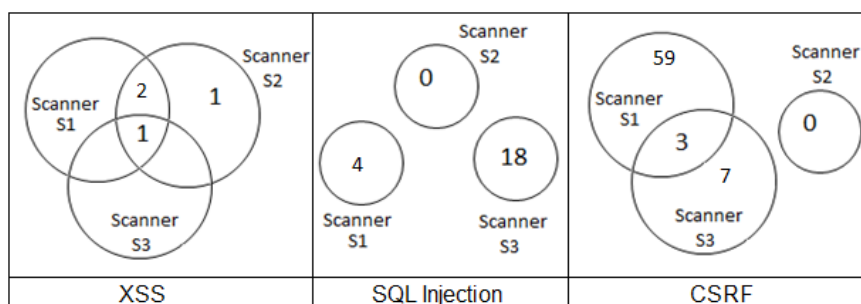 Scanner
S1
2
1
1
Scanner
S2
Scanner
S3
XSS
Scanner
S2
0
4
18
Scanner
S1
Scanner
S3
SQL Injection
59
Scanner
S1
3
7
Scanner
S3
Scanner
S2
0
CSRF